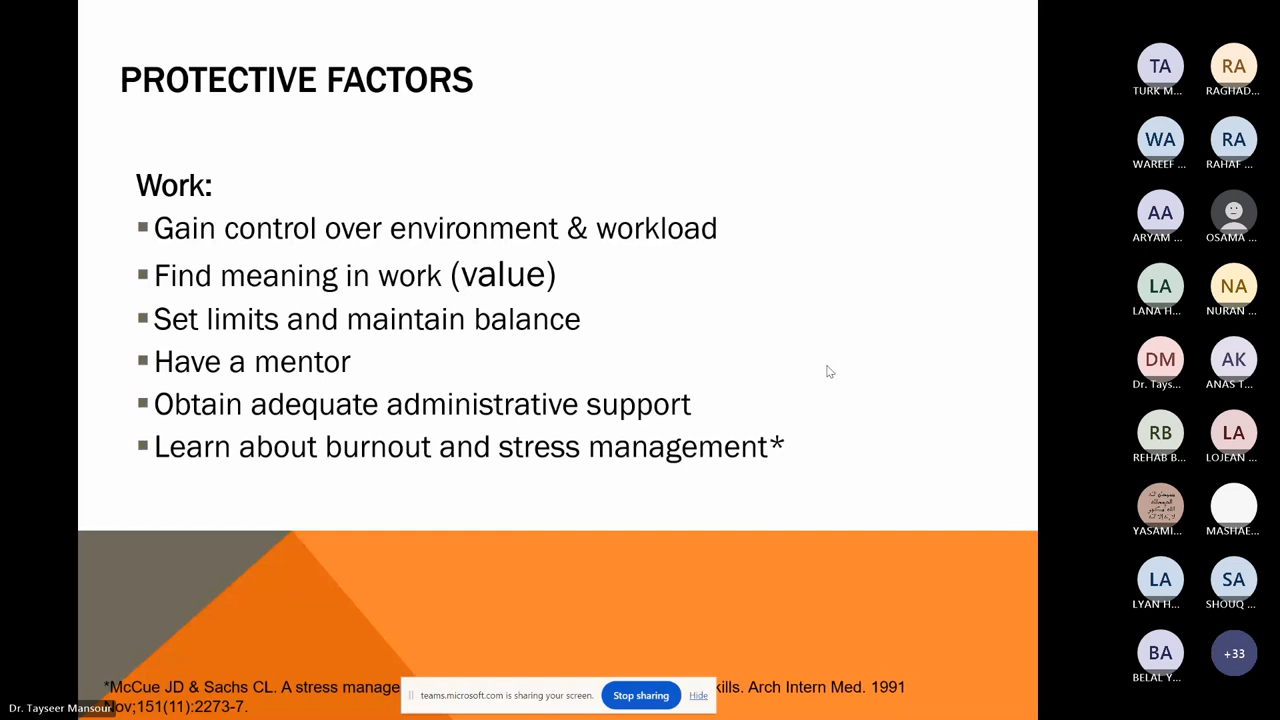 PROTECTIVE FACTORS
Work:
Gain control over environment & workload
Find meaning in work (value)
Set limits and maintain balance
Have a mentor
Obtain adequate administrative support
Learn about burnout and stress management*
*McCue JD & Sachs CL. A stress manage
kills. Arch Intern Med. 1991
Nov;151(11):2273-7.
teams.microsoft.com is sharing your screen.
Stop sharing
Hide
Dr. Tayseer Mansour
TA
RA
TURK M...
RAGHAD...
WA
RA
WAREEF ...
RAHAF ...
AA
ARYAM ...
OSAMA ...
LA
NA
LANA H...
NURAN ...
DM
AK
Dr. Tays...
ANAS T...
RB
LA
REHAB B...
LOJEAN ...
YASAMI...
MASHAE...
LA
SA
LYAN H...
SHOUQ ...
BA
+33
BELAL Y...